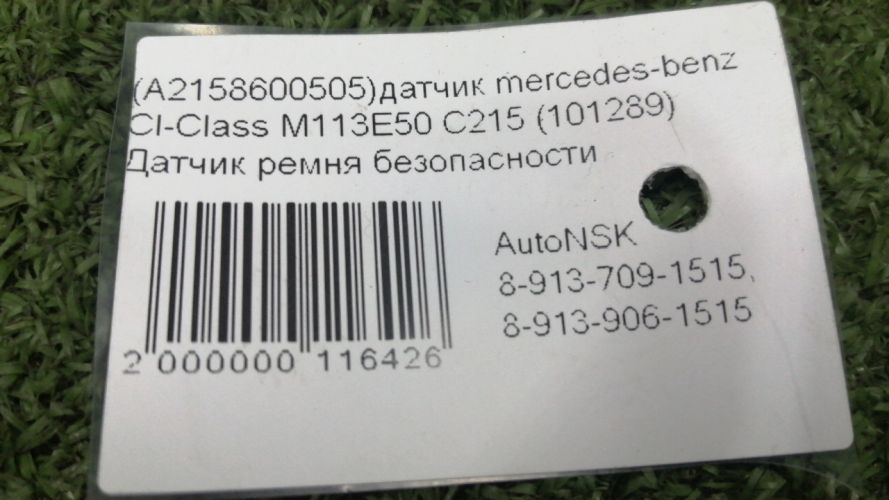 (A2158600505)датчик mercedes-benz
Cl-Class M113E50 C215 (101289)
Датчик ремня безопасности
AutoNSK
8-913-709-1515,
8-913-906-1515
2 000000 116426